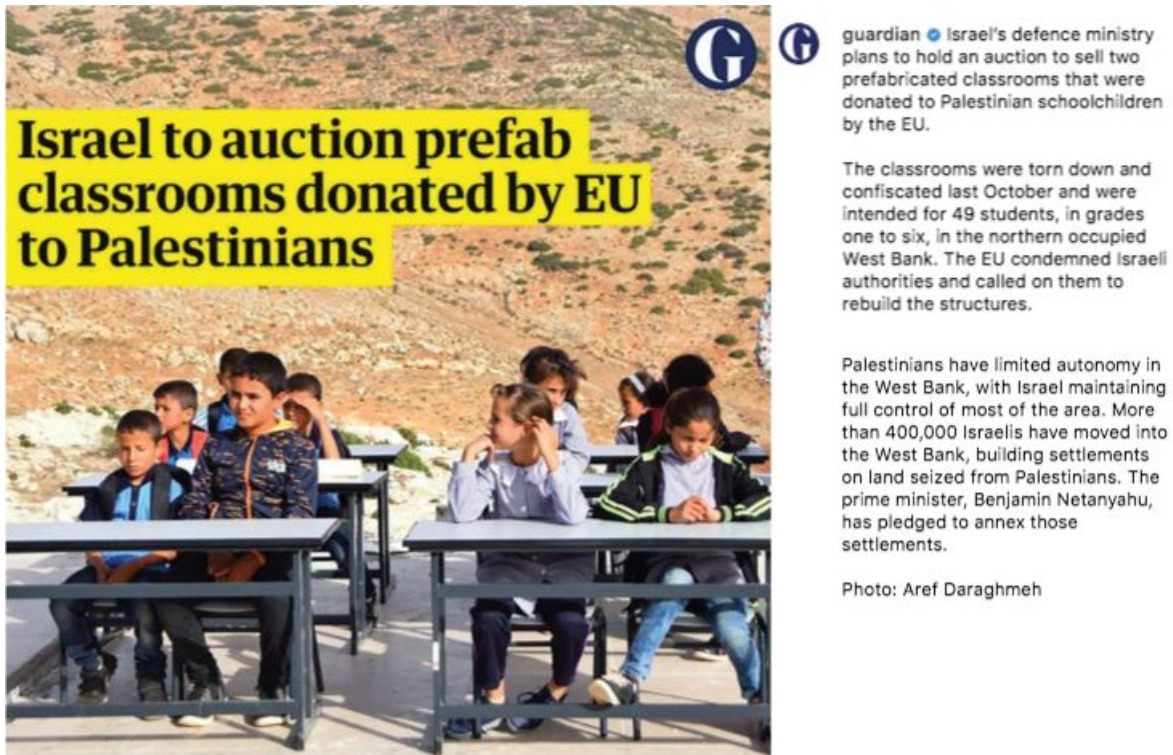 Israel to auction prefab
classrooms donated by EU
to Palestinians
G
G
guardian Israel's defence ministry
plans to hold an auction to sell two
prefabricated classrooms that were
donated to Palestinian schoolchildren
by the EU.
The classrooms were torn down and
confiscated last October and were
intended for 49 students, in grades
one to six, in the northern occupied
West Bank. The EU condemned Israeli
authorities and called on them to
rebuild the structures.
Palestinians have limited autonomy in
the West Bank, with Israel maintaining
full control of most of the area. More
than 400,000 Israelis have moved into
the West Bank, building settlements
on land seized from Palestinians. The
prime minister, Benjamin Netanyahu,
has pledged to annex those
settlements.
Photo: Aref Daraghmeh